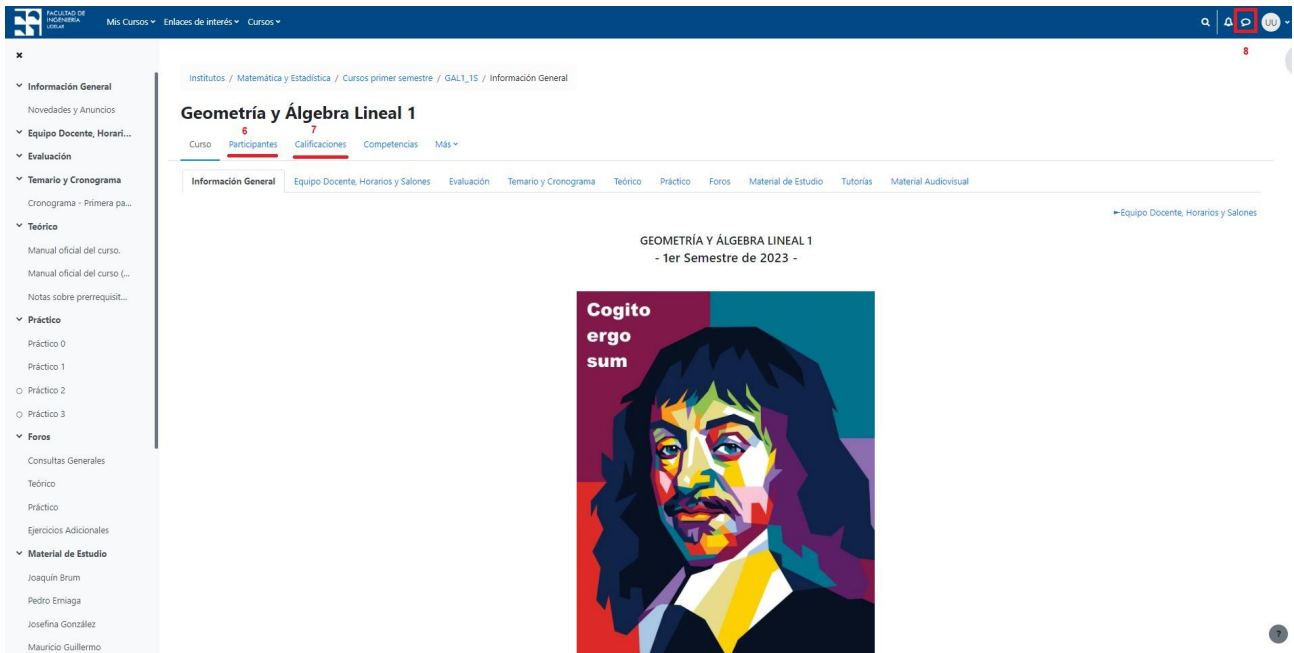 FACULTAD DE
INGENIERÍA
UDELAR
Mis Cursos Enlaces de interés Cursos
UU
8
Institutos / Matemática y Estadística / Cursos primer semestre / GAL1_1S / Información General
Geometría y Álgebra Lineal 1
6 7
Curso Participantes Calificaciones Competencias Más
Información General Equipo Docente, Horarios y Salones Evaluación Temario y Cronograma Teórico Práctico Foros Material de Estudio Tutorías Material Audiovisual
►Equipo Docente, Horarios y Salones
GEOMETRÍA Y ÁLGEBRA LINEAL 1
- 1er Semestre de 2023 -
Cogito
ergo
sum
Información General
Novedades y Anuncios
Equipo Docente, Horari...
Evaluación
Temario y Cronograma
Cronograma - Primera pa...
Teórico
Manual oficial del curso.
Manual oficial del curso (...
Notas sobre prerrequisit...
Práctico
Práctico 0
Práctico 1
Práctico 2
Práctico 3
Foros
Consultas Generales
Teórico
Práctico
Ejercicios Adicionales
Material de Estudio
Joaquín Brum
Pedro Erniaga
Josefina González
Mauricio Guillermo
?